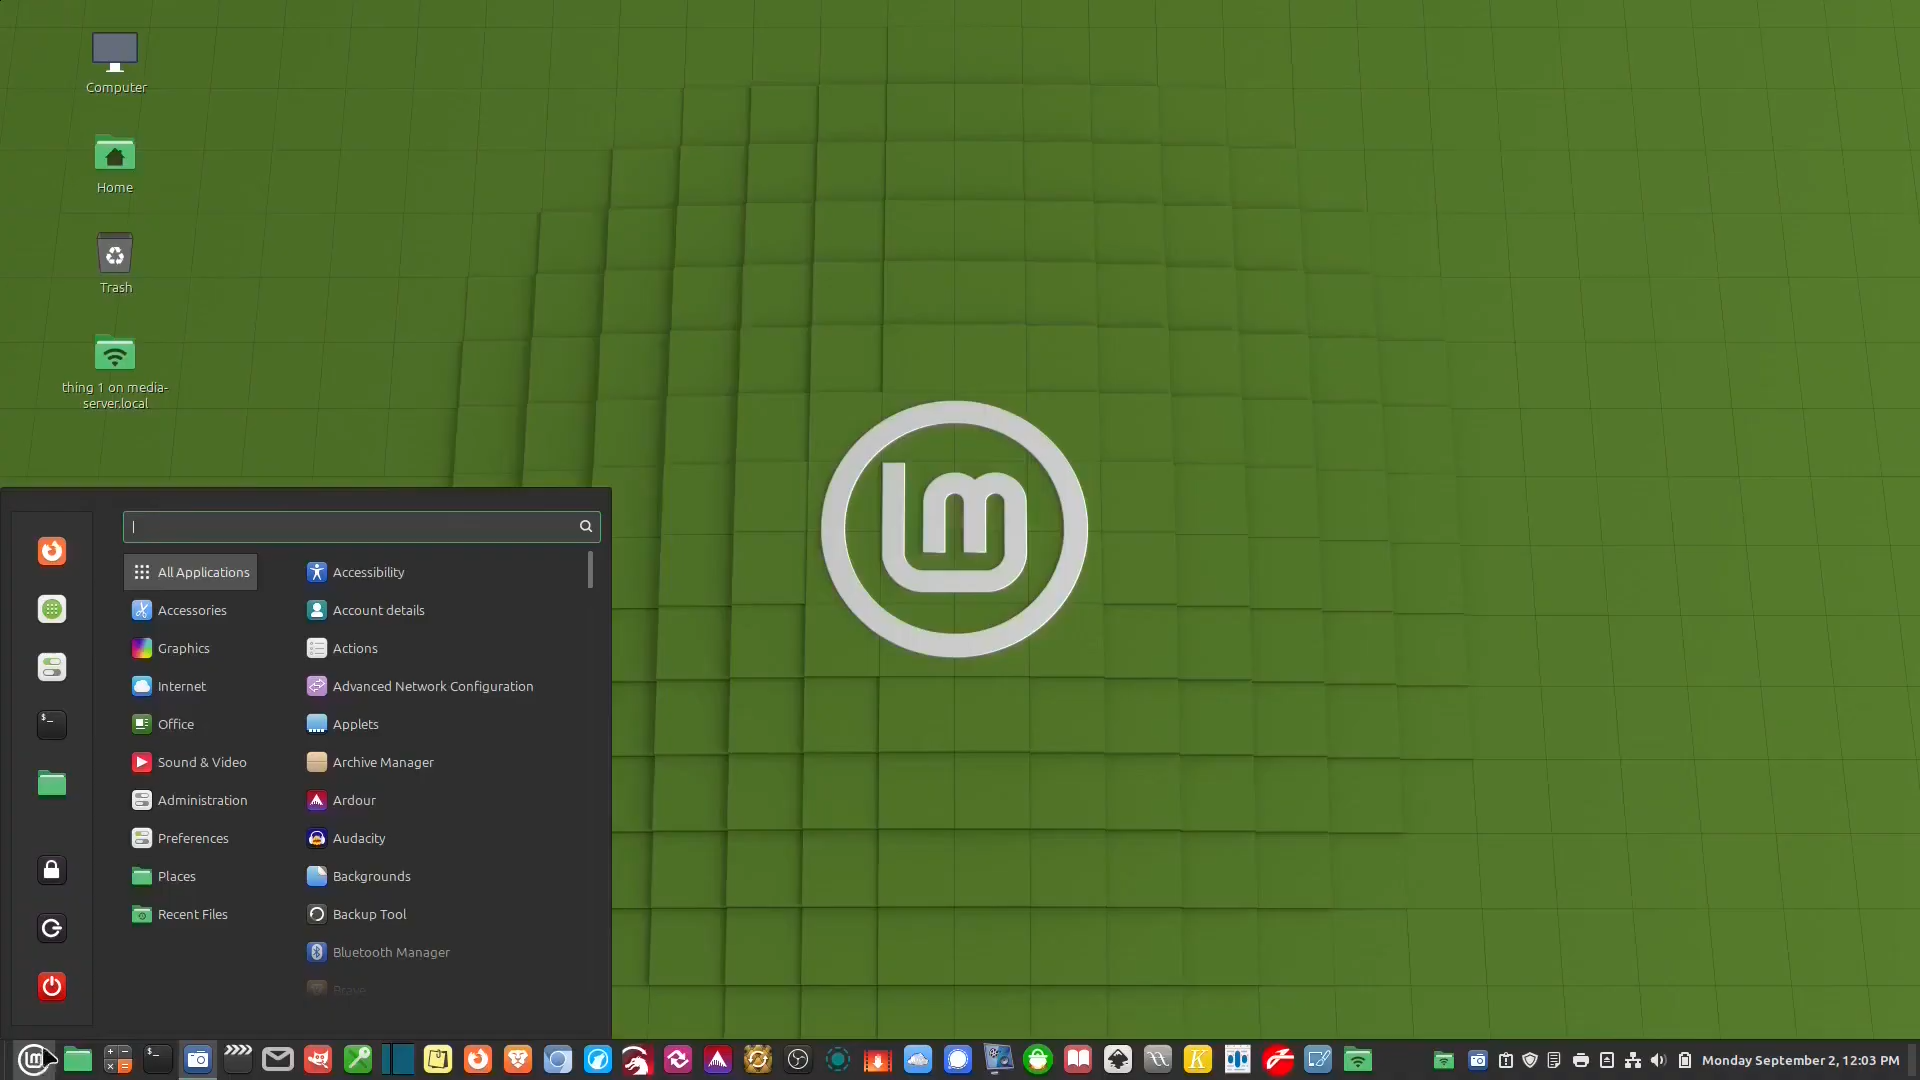 Computer
Home
Trash
thing 1 on media-
server.local
All Applications
Accessories
Graphics
Internet
Office
Sound & Video
Administration
Preferences
Places
Recent Files
Accessibility
Account details
Actions
Advanced Network Configuration
Applets
Archive Manager
Ardour
Audacity
Backgrounds
Backup Tool
Bluetooth Manager
Brave
Monday September 2, 12:03 PM